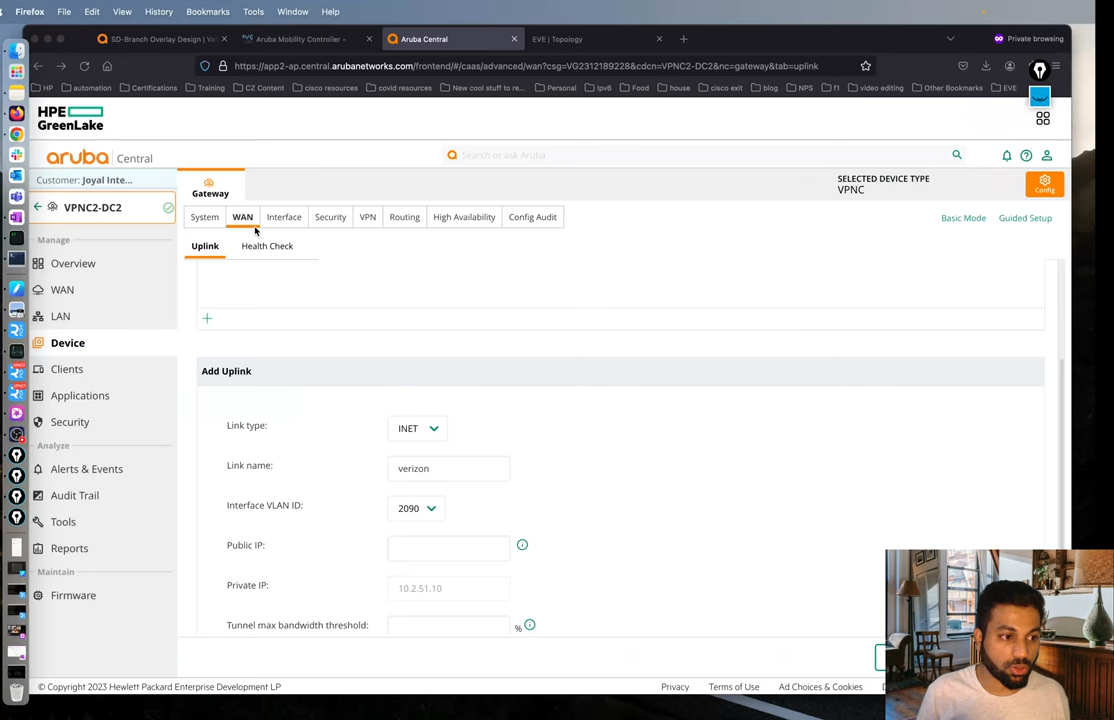 Firefox File Edit View History Bookmarks Tools Window Help
SD-Branch Overlay Design | Val
Aruba Mobility Controller -
Aruba Central
EVE | Topology
Private browsing
https://app2-ap.central.arubanetworks.com/frontend/#/caas/advanced/wan?csg=VG2312189228&cdcn=VPNC2-DC2&nc=gateway&tab=uplink
HP automation Certifications Training CZ Content cisco resources covid resources New cool stuff to re... Personal Ipv6 Food house cisco exit blog NPS f1 video editing Other Bookmarks EVE
HPE
GreenLake
aruba Central
Search or ask Aruba
Customer: Joyal Inte...
VPNC2-DC2
Manage
Overview
WAN
LAN
Device
Clients
Applications
Security
Analyze
Alerts & Events
Audit Trail
Tools
Reports
Maintain
Firmware
Gateway
SELECTED DEVICE TYPE
VPNC
Config
System WAN Interface Security VPN Routing High Availability Config Audit
Basic Mode Guided Setup
Uplink Health Check
Add Uplink
Link type: INET
Link name: verizon
Interface VLAN ID: 2090
Public IP:
Private IP: 10.2.51.10
Tunnel max bandwidth threshold: %
© Copyright 2023 Hewlett Packard Enterprise Development LP
Privacy Terms of Use Ad Choices & Cookies